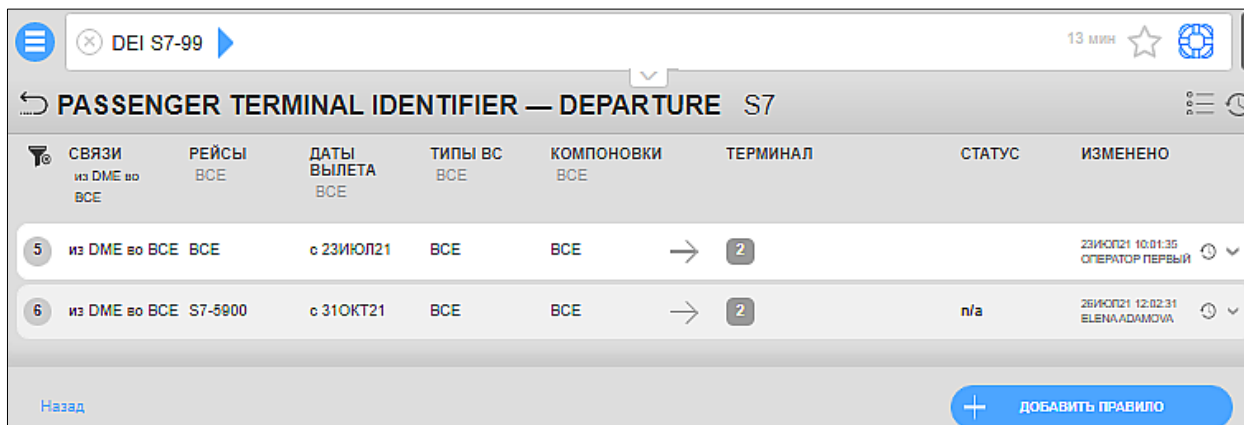 DEI S7-99 13 мин
PASSENGER TERMINAL IDENTIFIER — DEPARTURE S7
СВЯЗИ РЕЙСЫ ДАТЫ ВЫЛЕТА ТИПЫ ВС КОМПОНОВКИ ТЕРМИНАЛ СТАТУС ИЗМЕНЕНО
из DME во ВСЕ ВСЕ ВСЕ ВСЕ ВСЕ
5 из DME во ВСЕ ВСЕ с 23ИЮЛ21 ВСЕ ВСЕ 2 23ИЮЛ21 10:01:35
ОПЕРАТОР ПЕРВЫЙ
6 из DME во ВСЕ S7-5900 с 31ОКТ21 ВСЕ ВСЕ 2 n/a 26ИЮЛ21 12:02:31
ELENA ADAMOVA
Назад ДОБАВИТЬ ПРАВИЛО